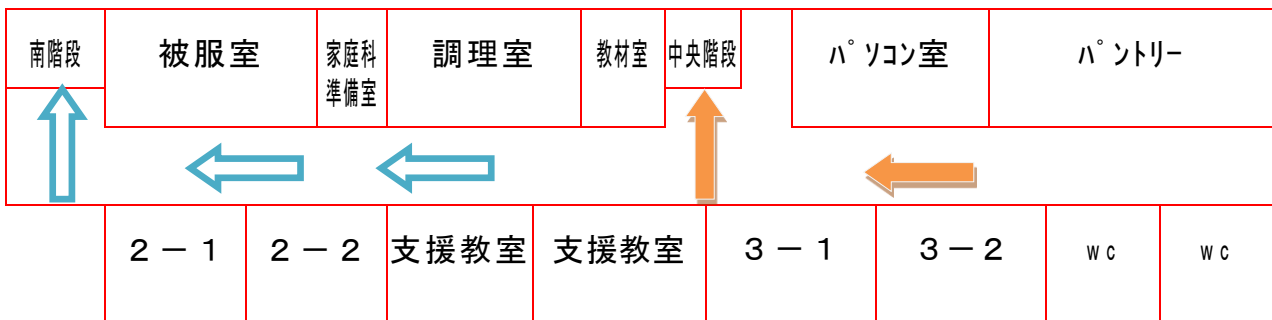 南階段
被服室
家庭科
準備室
調理室
教材室
中央階段
パソコン室
パントリー
2－1
2－2
支援教室
支援教室
3－1
3－2
wc
wc